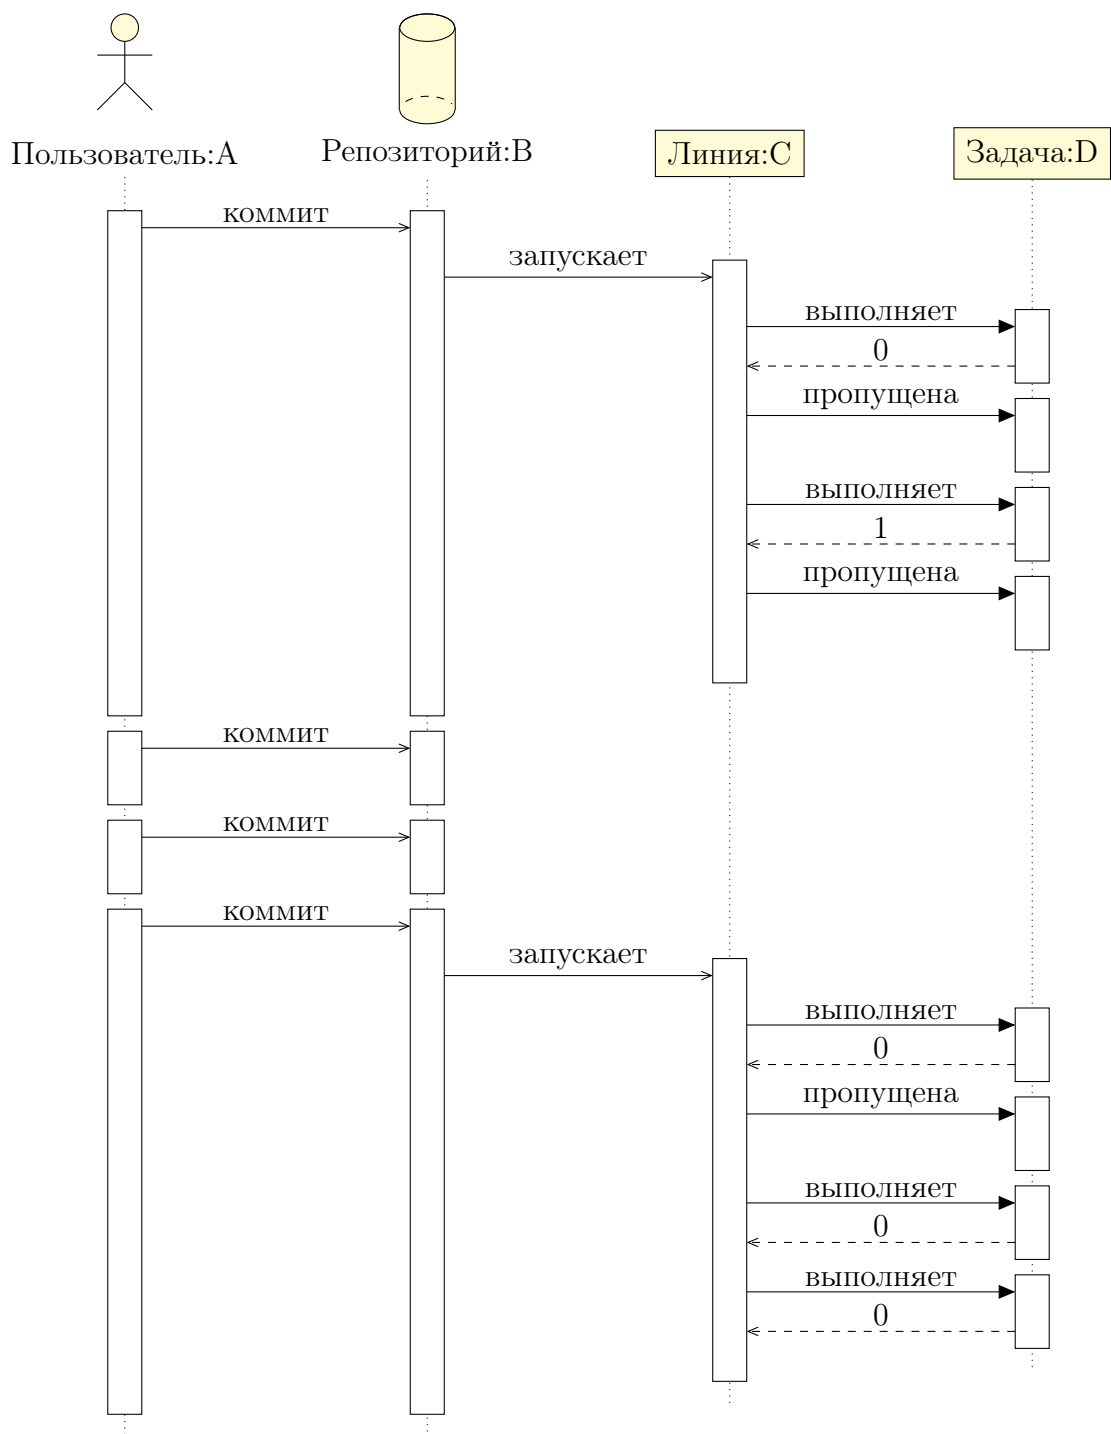 Пользователь:A
Репозиторий:B
Линия:C
Задача:D
коммит
запускает
выполняет
0
пропущена
выполняет
1
пропущена
коммит
коммит
коммит
запускает
выполняет
0
пропущена
выполняет
0
выполняет
0